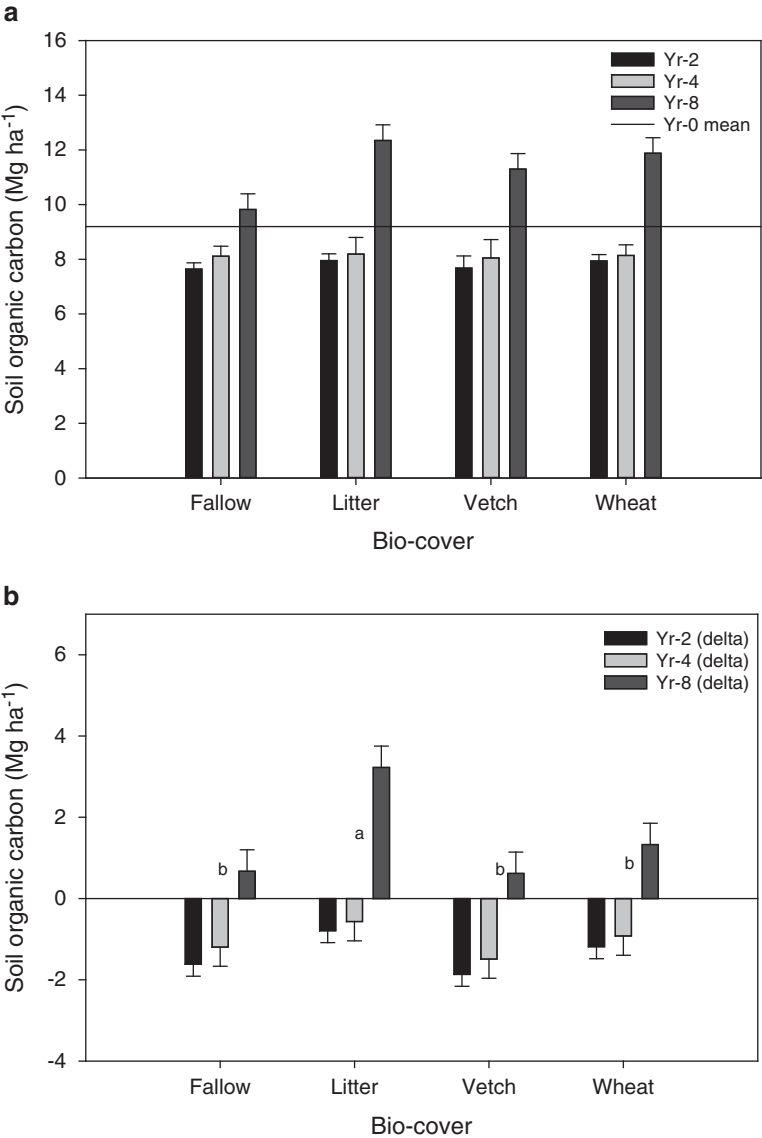 a
16
14
12
10
8
6
4
2
0
Soil organic carbon (Mg ha-1)
Yr-2
Yr-4
Yr-8
Yr-0 mean
Fallow Litter Vetch Wheat
Bio-cover
b
6
4
2
0
-2
-4
Soil organic carbon (Mg ha-1)
Yr-2 (delta)
Yr-4 (delta)
Yr-8 (delta)
b a b b
Fallow Litter Vetch Wheat
Bio-cover